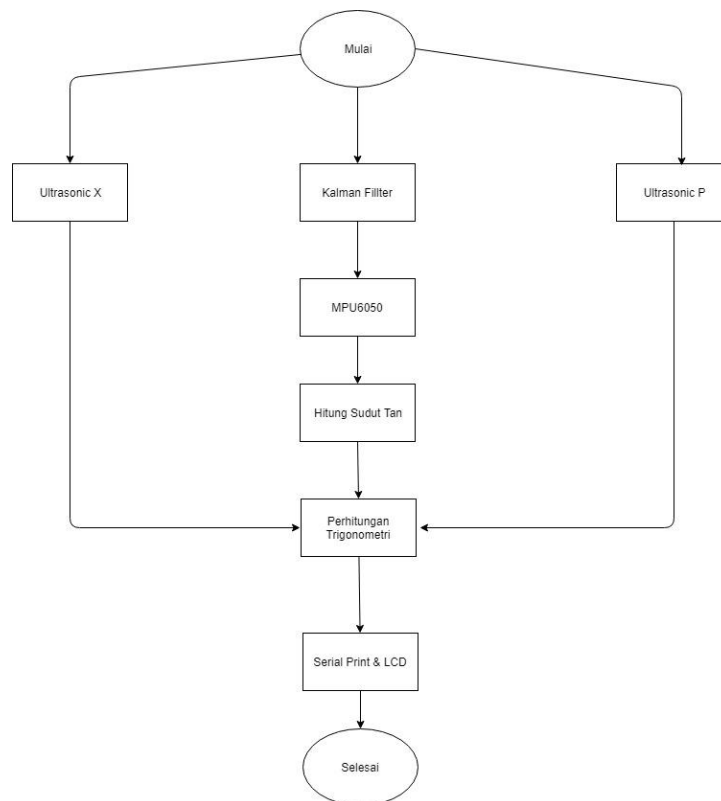 Mulai
Ultrasonic X
Kalman Fillter
Ultrasonic P
MPU6050
Hitung Sudut Tan
Perhitungan
Trigonometri
Serial Print & LCD
Selesai